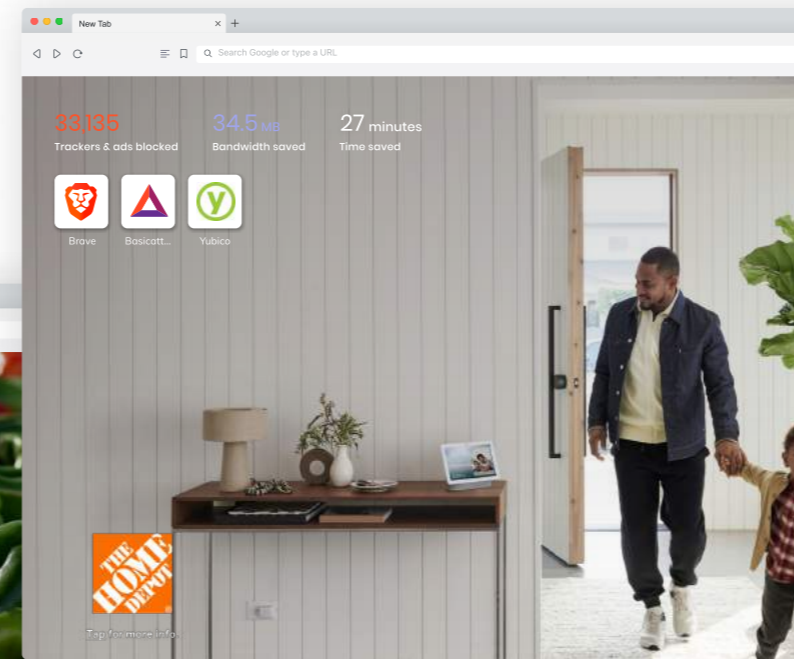 New Tab
Search Google or type a URL
33,135
34.5 MB
27 minutes
Trackers & ads blocked
Bandwidth saved
Time saved
Brave
Basicatt...
Yubico
THE
HOME
DEPOT
Tap for more info